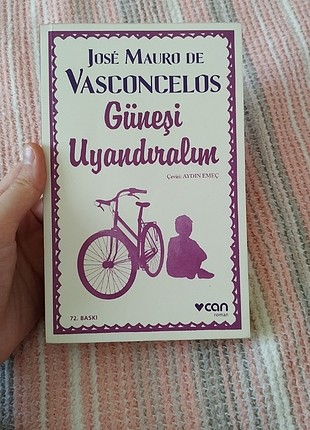 JOSÉ MAURO DE
VASCONCELOS
Güneşi
Uyandıralım
Çeviri: AYDIN EMEÇ
can
roman
72. BASKI